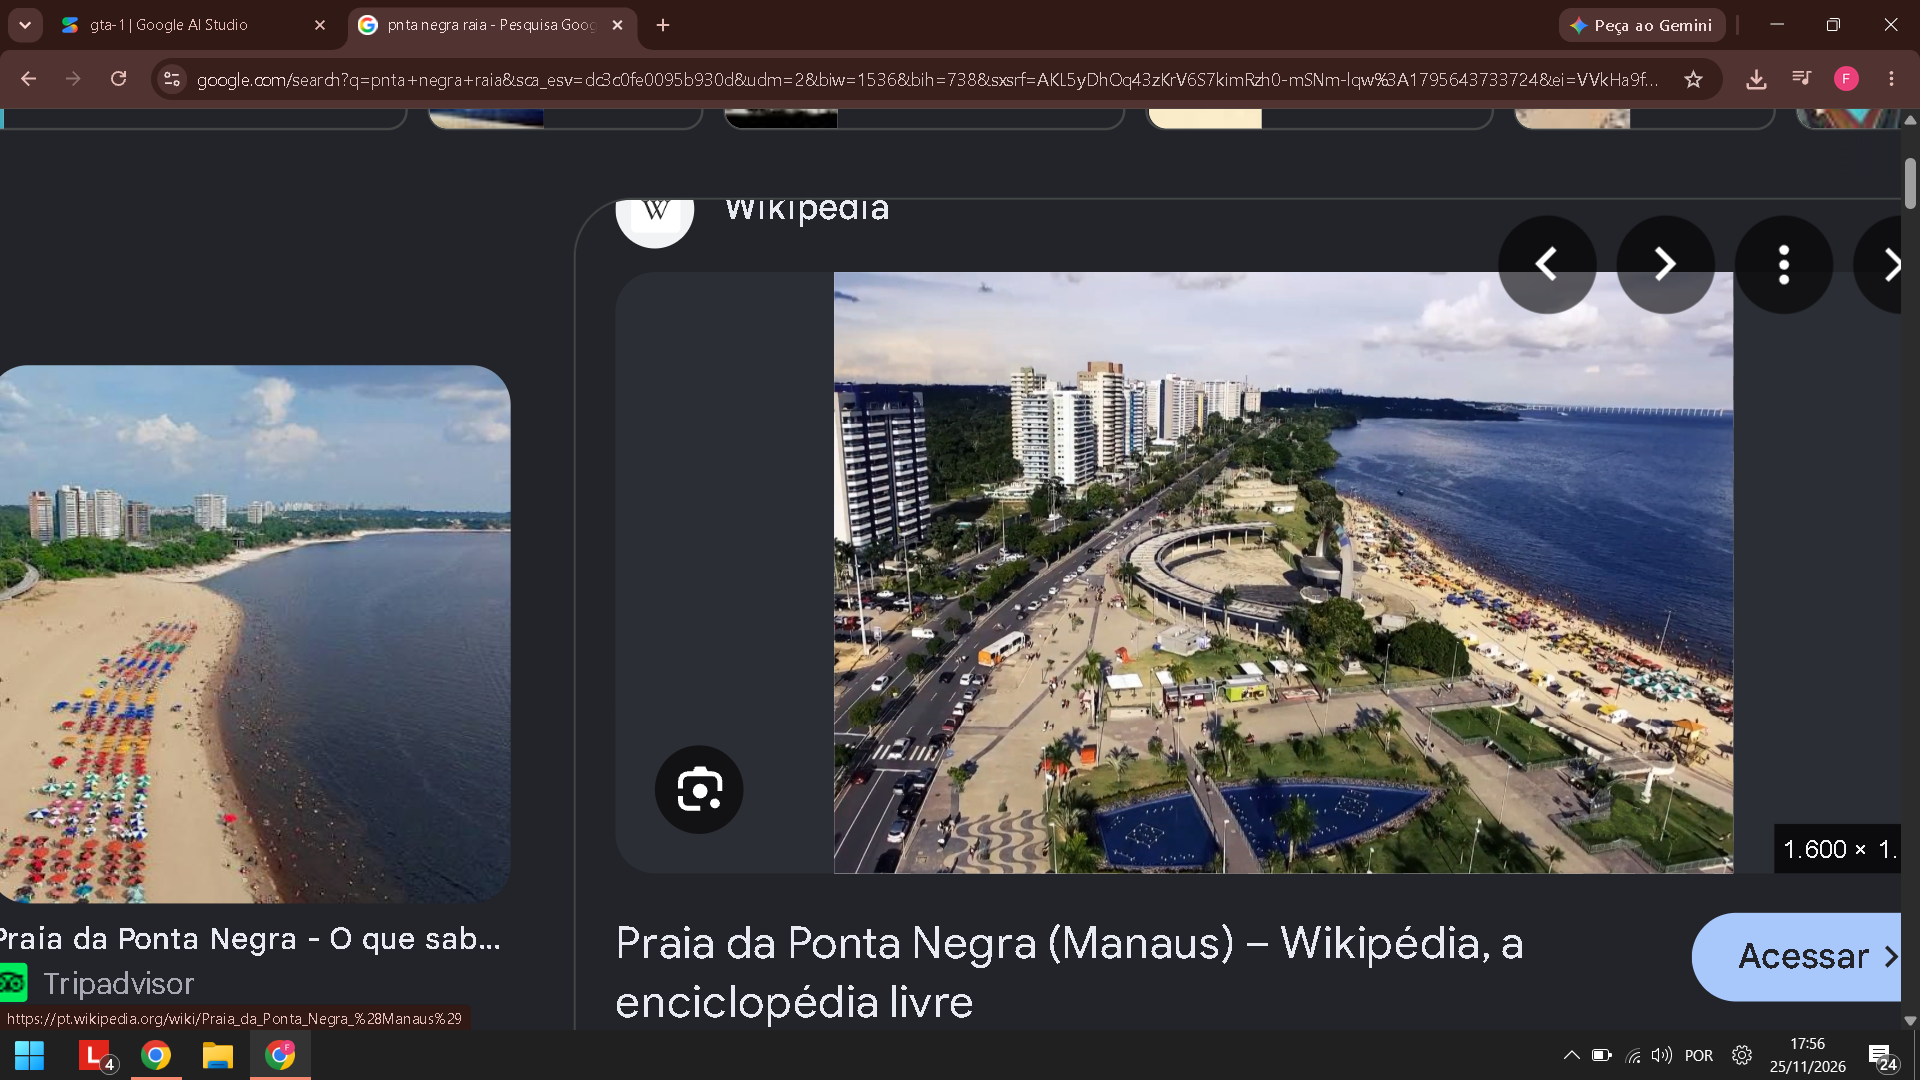 gta-1 | Google AI Studio
pnta negra raia - Pesquisa Goog
Peça ao Gemini
google.com/search?q=pnta+negra+raia&sca_esv=dc3c0fe0095b930d&udm=2&biw=1536&bih=738&sxsrf=AKL5yDhOq43zKrV6S7kimRzh0-mSNm-lqw%3A1795643733724&ei=VVkHa9f...
F
W
Wikipedia
1.600 × 1.
Praia da Ponta Negra - O que sab...
Tripadvisor
Praia da Ponta Negra (Manaus) – Wikipédia, a
enciclopédia livre
Acessar
https://pt.wikipedia.org/wiki/Praia_da_Ponta_Negra_%28Manaus%29
L
4
F
POR
17:56
25/11/2026
24